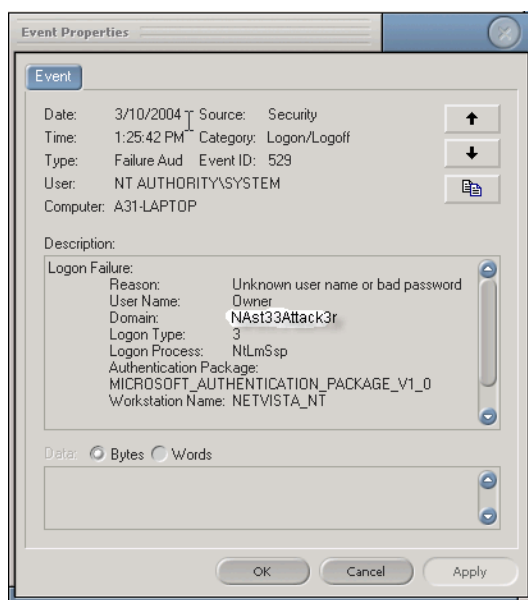 Event Properties
Event
Date: 3/10/2004 Source: Security
Time: 1:25:42 PM Category: Logon/Logoff
Type: Failure Aud Event ID: 529
User: NT AUTHORITY\SYSTEM
Computer: A31-LAPTOP
Description:
Logon Failure:
Reason: Unknown user name or bad password
User Name: Owner
Domain: NAst33Attack3r
Logon Type: 3
Logon Process: NtLmSsp
Authentication Package:
MICROSOFT_AUTHENTICATION_PACKAGE_V1_0
Workstation Name: NETVISTA_NT
Data: Bytes Words
OK Cancel Apply